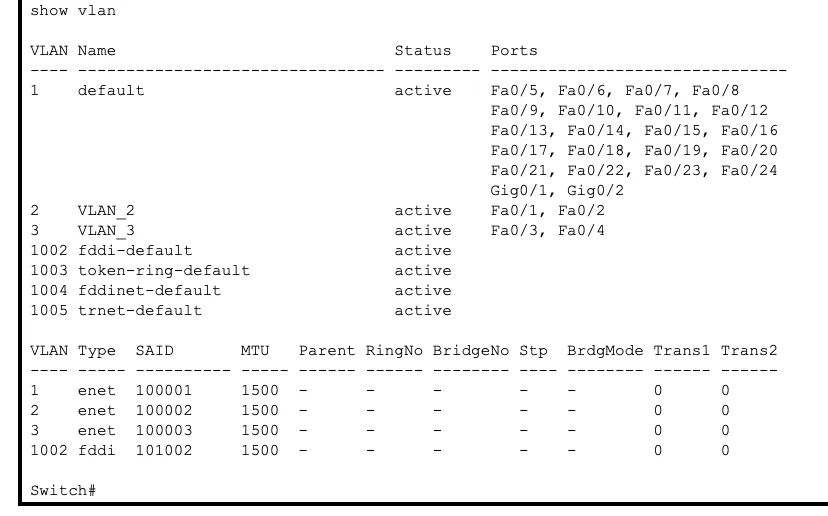 show vlan
VLAN Name                             Status    Ports
---- -------------------------------- --------- -------------------------------
1    default                          active    Fa0/5, Fa0/6, Fa0/7, Fa0/8
                                                Fa0/9, Fa0/10, Fa0/11, Fa0/12
                                                Fa0/13, Fa0/14, Fa0/15, Fa0/16
                                                Fa0/17, Fa0/18, Fa0/19, Fa0/20
                                                Fa0/21, Fa0/22, Fa0/23, Fa0/24
                                                Gig0/1, Gig0/2
2    VLAN_2                           active    Fa0/1, Fa0/2
3    VLAN_3                           active    Fa0/3, Fa0/4
1002 fddi-default                     active
1003 token-ring-default               active
1004 fddinet-default                  active
1005 trnet-default                    active
VLAN Type  SAID       MTU   Parent RingNo BridgeNo Stp  BrdgMode Trans1 Trans2
---- ----- ---------- ----- ------ ------ -------- ---- -------- ------ ------
1    enet  100001     1500  -      -      -        -    -        0      0
2    enet  100002     1500  -      -      -        -    -        0      0
3    enet  100003     1500  -      -      -        -    -        0      0
1002 fddi  101002     1500  -      -      -        -    -        0      0
Switch#